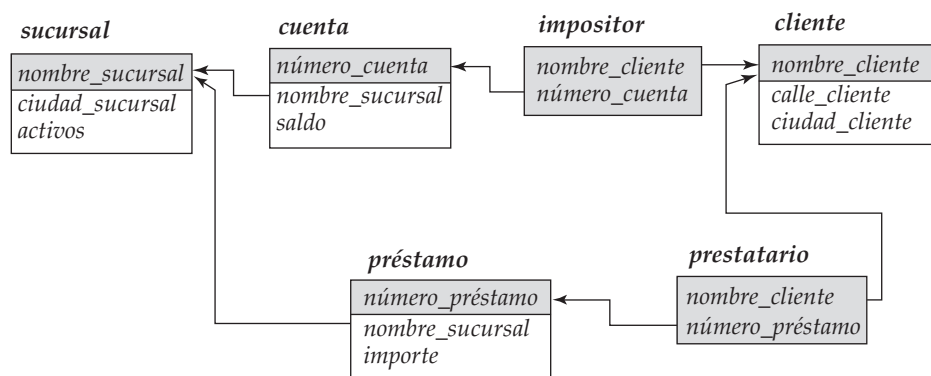 sucursal
nombre_sucursal
ciudad_sucursal
activos
cuenta
número_cuenta
nombre_sucursal
saldo
impositor
nombre_cliente
número_cuenta
cliente
nombre_cliente
calle_cliente
ciudad_cliente
préstamo
número_préstamo
nombre_sucursal
importe
prestatario
nombre_cliente
número_préstamo